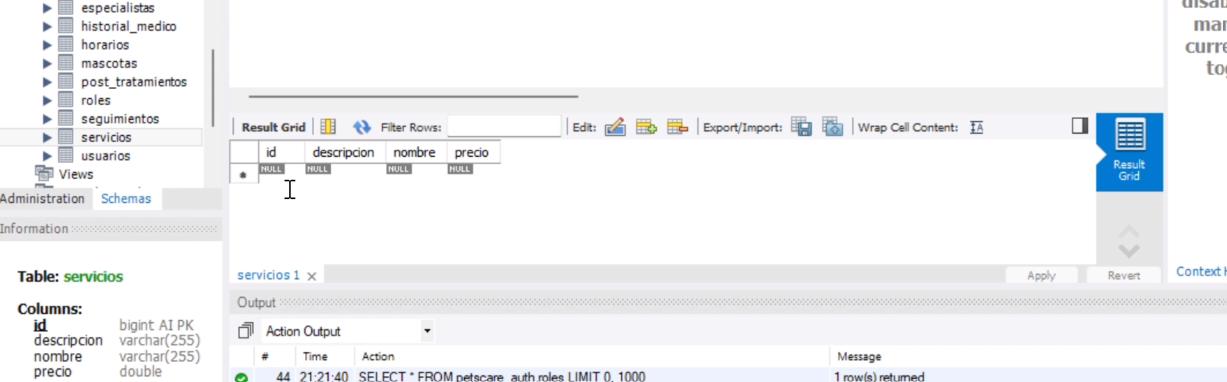 especialistas
historial_medico
horarios
mascotas
post_tratamientos
roles
seguimientos
servicios
usuarios
Views
Administration Schemas
Information
Table: servicios
Columns:
id bigint AI PK
descripcion varchar(255)
nombre varchar(255)
precio double
Result Grid Filter Rows: Edit: Export/Import: Wrap Cell Content:
id descripcion nombre precio
NULL NULL NULL NULL
Result
Grid
servicios 1
Apply Revert
Output
Action Output
# Time Action Message
44 21:21:40 SELECT * FROM petscare_auth.roles LIMIT 0, 1000 1 row(s) returned
Context